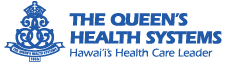 THE QUEEN'S
HEALTH SYSTEMS
Hawai'i's Health Care Leader